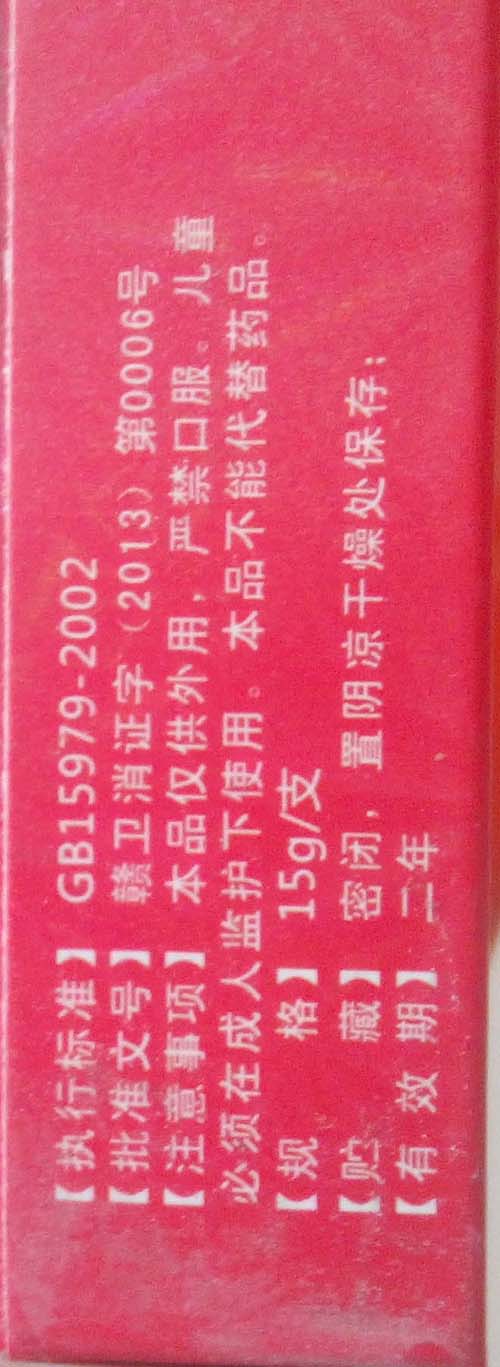 【执行标准】GB15979-2002
【批准文号】赣卫消证字（2013）第0006号
【注意事项】本品仅供外用，严禁口服。儿童
必须在成人监护下使用。本品不能代替药品。
【规 格】15g/支
【贮 藏】密闭，置阴凉干燥处保存；
【有 效 期】二年